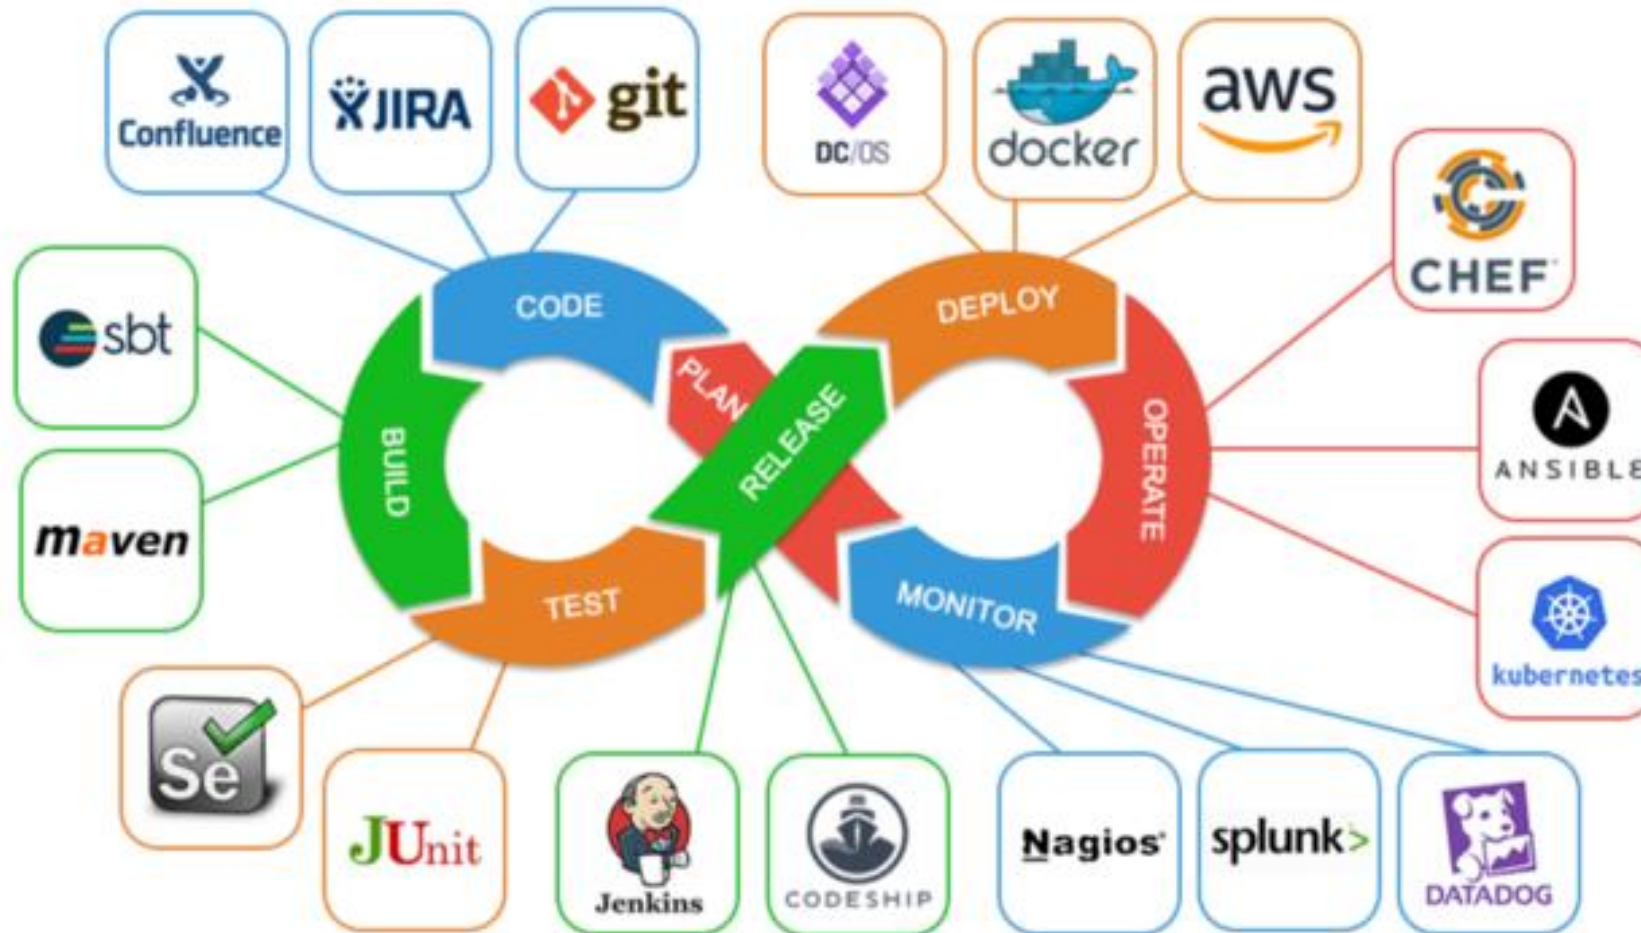 Confluence
JIRA
git
DC/OS
docker
aws
CHEF
sbt
CODE
DEPLOY
PLAN
RELEASE
BUILD
OPERATE
ANSIBLE
maven
TEST
MONITOR
kubernetes
Se
JUnit
Jenkins
CODESHIP
Nagios
splunk>
DATADOG